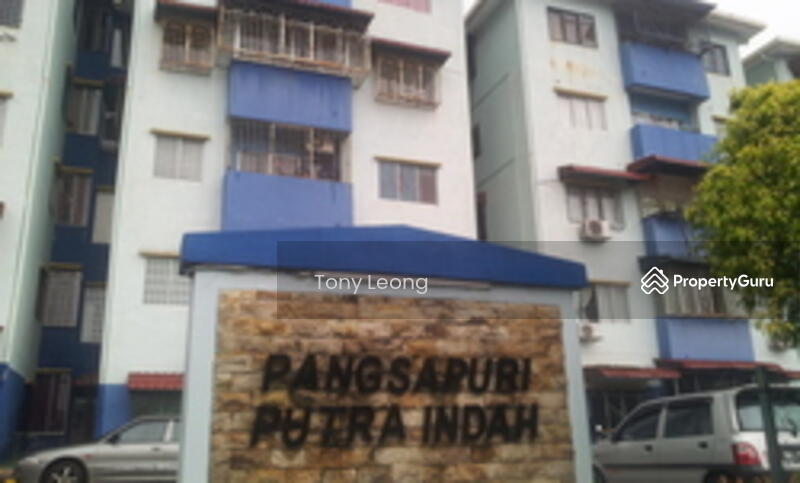 Tony Leong
PropertyGuru
PANGSAPURI
PUTRA INDAH